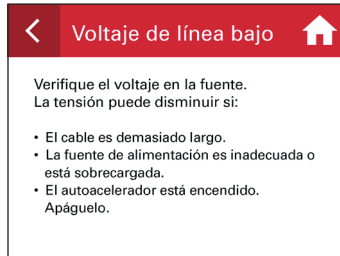 Voltaje de línea bajo
Verifique el voltaje en la fuente.
La tensión puede disminuir si:
• El cable es demasiado largo.
• La fuente de alimentación es inadecuada o
está sobrecargada.
• El autoacelerador está encendido.
Apáguelo.